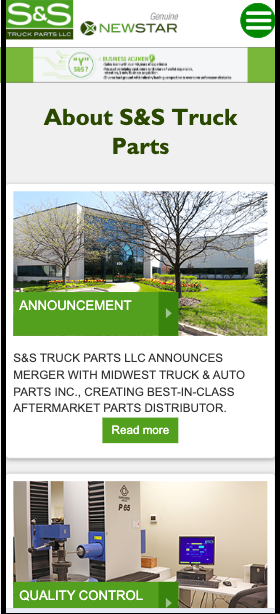 S&S
TRUCK PARTS LLC
Genuine
NEWSTAR
"Y"
S&S ?
BUSINESS ACUMEN
About S&S Truck
Parts
ANNOUNCEMENT
S&S TRUCK PARTS LLC ANNOUNCES
MERGER WITH MIDWEST TRUCK & AUTO
PARTS INC., CREATING BEST-IN-CLASS
AFTERMARKET PARTS DISTRIBUTOR.
Read more
P 65
QUALITY CONTROL